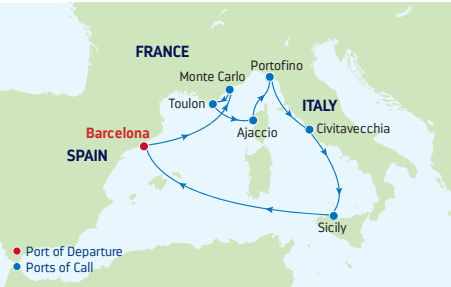 FRANCE
Portofino
Monte Carlo
Toulon
ITALY
Ajaccio
Civitavecchia
Barcelona
SPAIN
Sicily
Port of Departure
Ports of Call